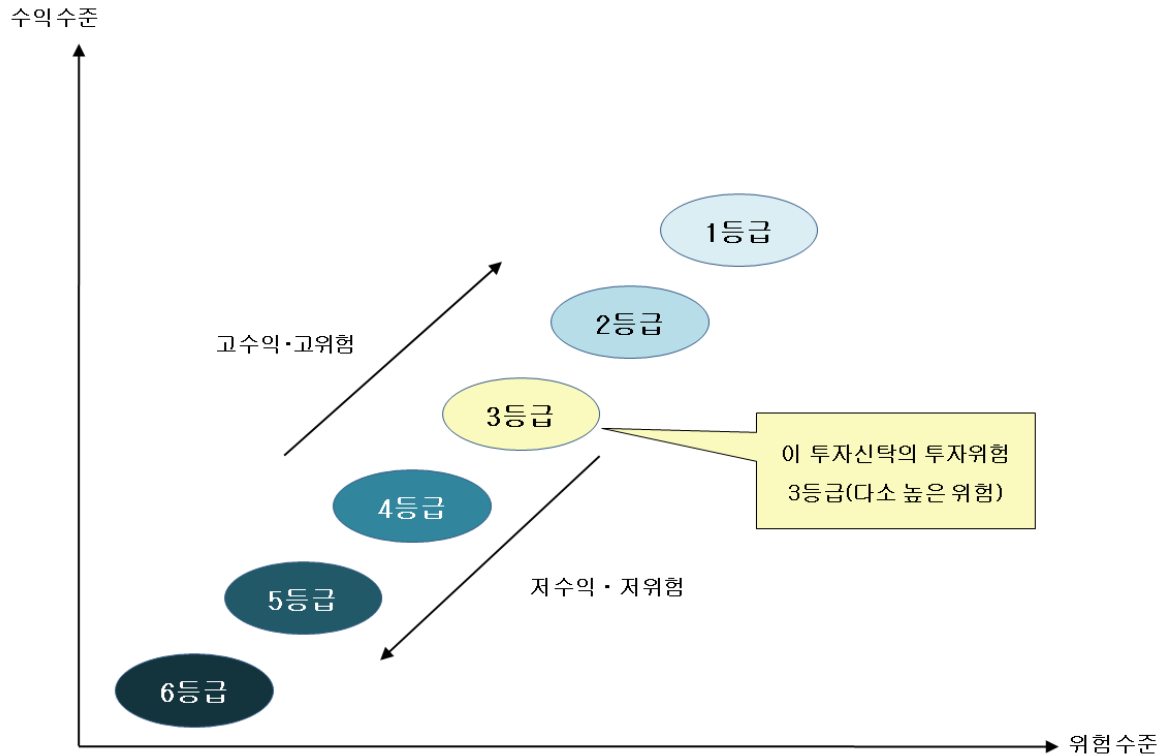 수익수준
1등급
2등급
고수익·고위험
3등급
이 투자신탁의 투자위험
3등급(다소 높은 위험)
4등급
저수익 · 저위험
5등급
6등급
위험수준